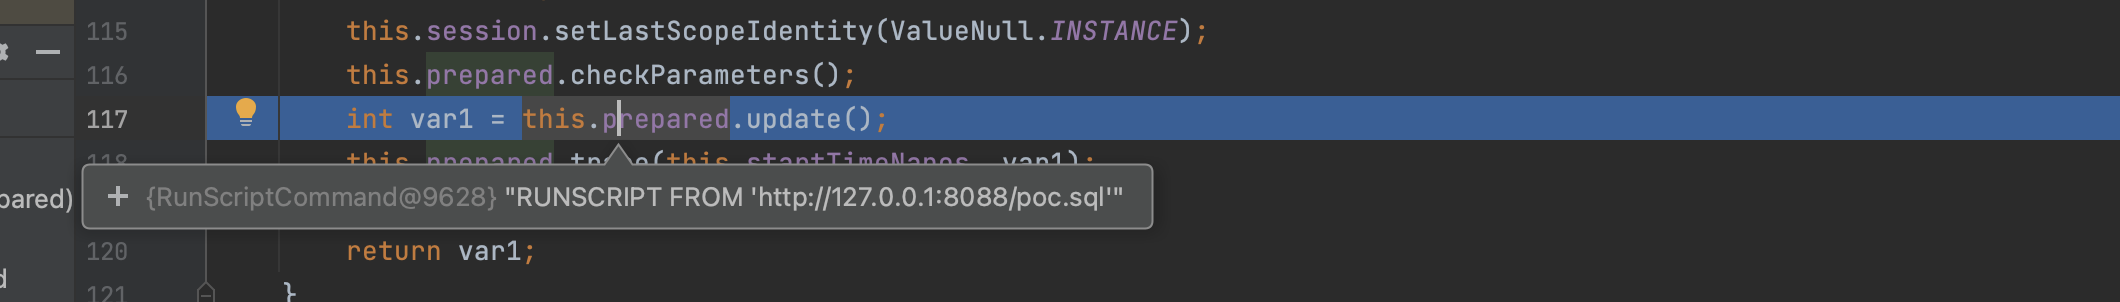 115 this.session.setLastScopeIdentity(ValueNull.INSTANCE);
116 this.prepared.checkParameters();
117 int var1 = this.prepared.update();
118 this.prepared.trace(this.startTimeNanos, var1);
pared) + {RunScriptCommand@9628} "RUNSCRIPT FROM 'http://127.0.0.1:8088/poc.sql'"
120 return var1;
d
121 }